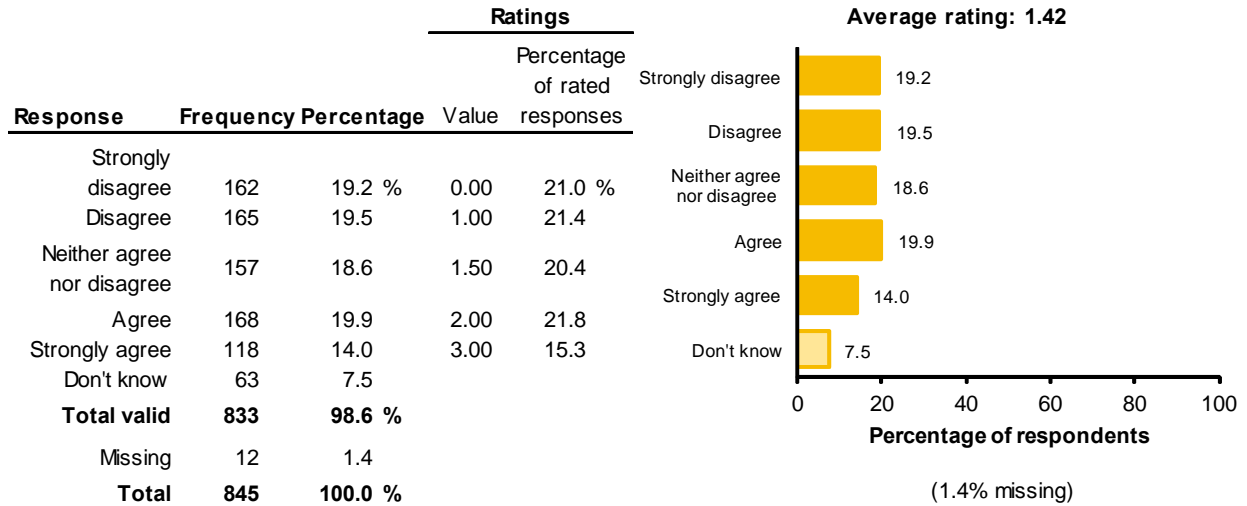 Ratings
Response Frequency Percentage Value Percentage of rated responses
Strongly disagree 162 19.2 % 0.00 21.0 %
Disagree 165 19.5 1.00 21.4
Neither agree nor disagree 157 18.6 1.50 20.4
Agree 168 19.9 2.00 21.8
Strongly agree 118 14.0 3.00 15.3
Don't know 63 7.5
Total valid 833 98.6 %
Missing 12 1.4
Total 845 100.0 %
Average rating: 1.42
Strongly disagree 19.2
Disagree 19.5
Neither agree
nor disagree 18.6
Agree 19.9
Strongly agree 14.0
Don't know 7.5
0 20 40 60 80 100
Percentage of respondents
(1.4% missing)